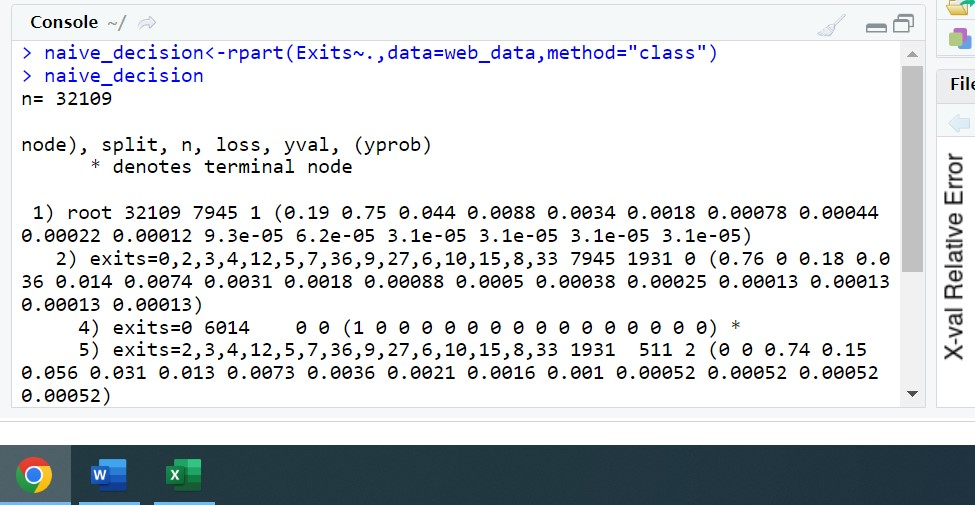 Console ~/
> naive_decision<-rpart(Exits~.,data=web_data,method="class")
> naive_decision
n= 32109
node), split, n, loss, yval, (yprob)
* denotes terminal node
1) root 32109 7945 1 (0.19 0.75 0.044 0.0088 0.0034 0.0018 0.00078 0.00044
0.00022 0.00012 9.3e-05 6.2e-05 3.1e-05 3.1e-05 3.1e-05 3.1e-05)
2) exits=0,2,3,4,12,5,7,36,9,27,6,10,15,8,33 7945 1931 0 (0.76 0 0.18 0.0
36 0.014 0.0074 0.0031 0.0018 0.00088 0.0005 0.00038 0.00025 0.00013 0.00013
0.00013 0.00013)
4) exits=0 6014 0 0 (1 0 0 0 0 0 0 0 0 0 0 0 0 0 0 0) *
5) exits=2,3,4,12,5,7,36,9,27,6,10,15,8,33 1931 511 2 (0 0 0.74 0.15
0.056 0.031 0.013 0.0073 0.0036 0.0021 0.0016 0.001 0.00052 0.00052 0.00052
0.00052)
File
X-val Relative Error
W
X